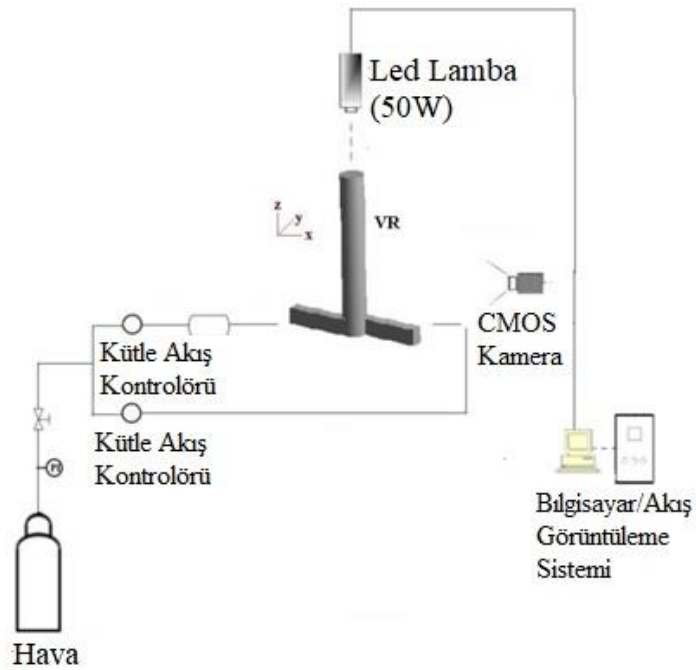 Led Lamba
(50W)
z
y
x
VR
CMOS
Kamera
Kütle Akış
Kontrolörü
Kütle Akış
Kontrolörü
Bılgisayar/Akış
Görüntüleme
Sistemi
Hava